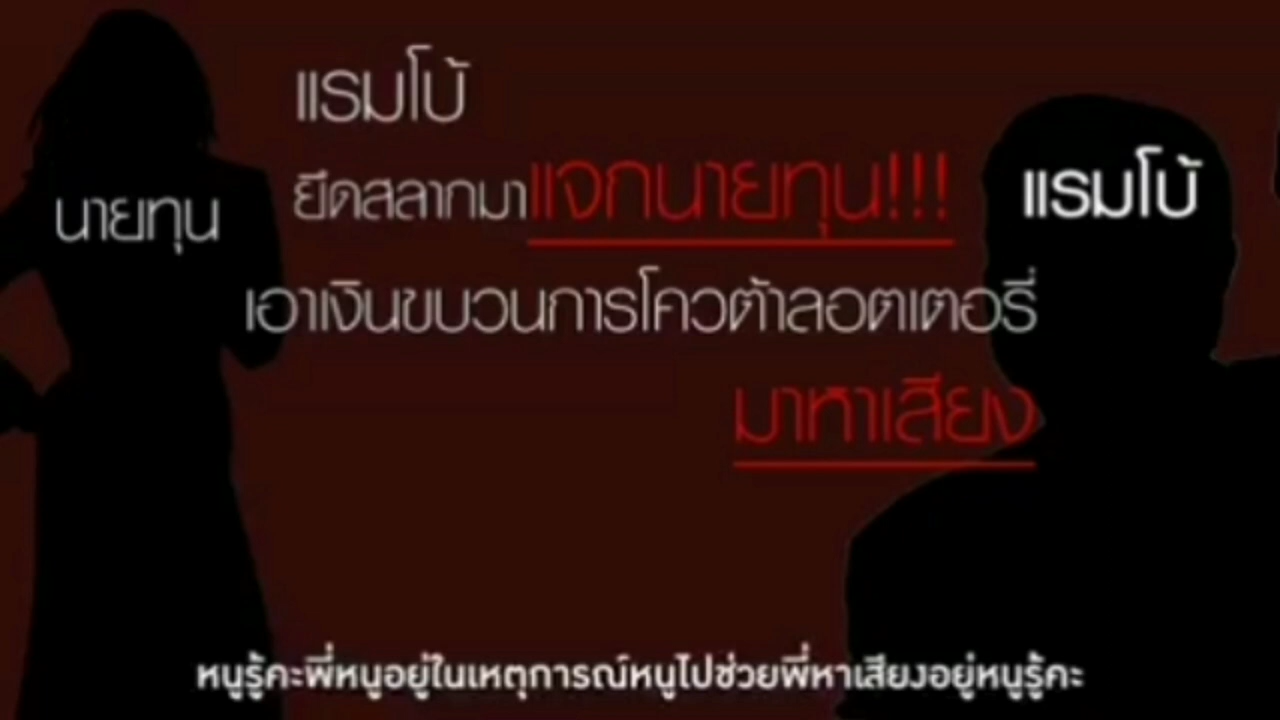 แรมโบ้
ยึดสลากมาแจกนายทุน!!!
แรมโบ้
นายทุน
เอาเงินขบวนการโควต้าลอตเตอรี่
มาหาเสียง
หนูรู้คะพี่หนูอยู่ในเหตุการณ์หนูไปช่วยพี่หาเสียงอยู่หนูรู้คะ